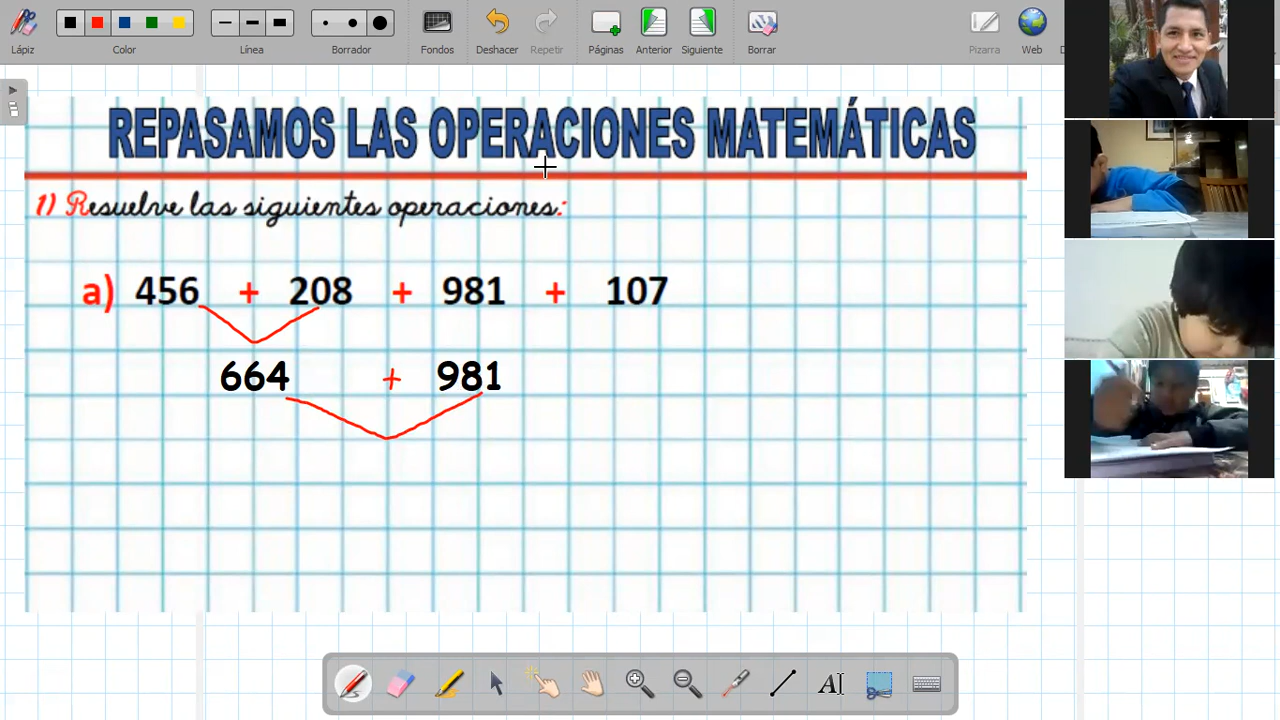 Lápiz Color Línea Borrador Fondos Deshacer Repetir Páginas Anterior Siguiente Borrar Pizarra Web
REPASAMOS LAS OPERACIONES MATEMÁTICAS
1) Resuelve las siguientes operaciones:
a) 456 + 208 + 981 + 107
664 + 981